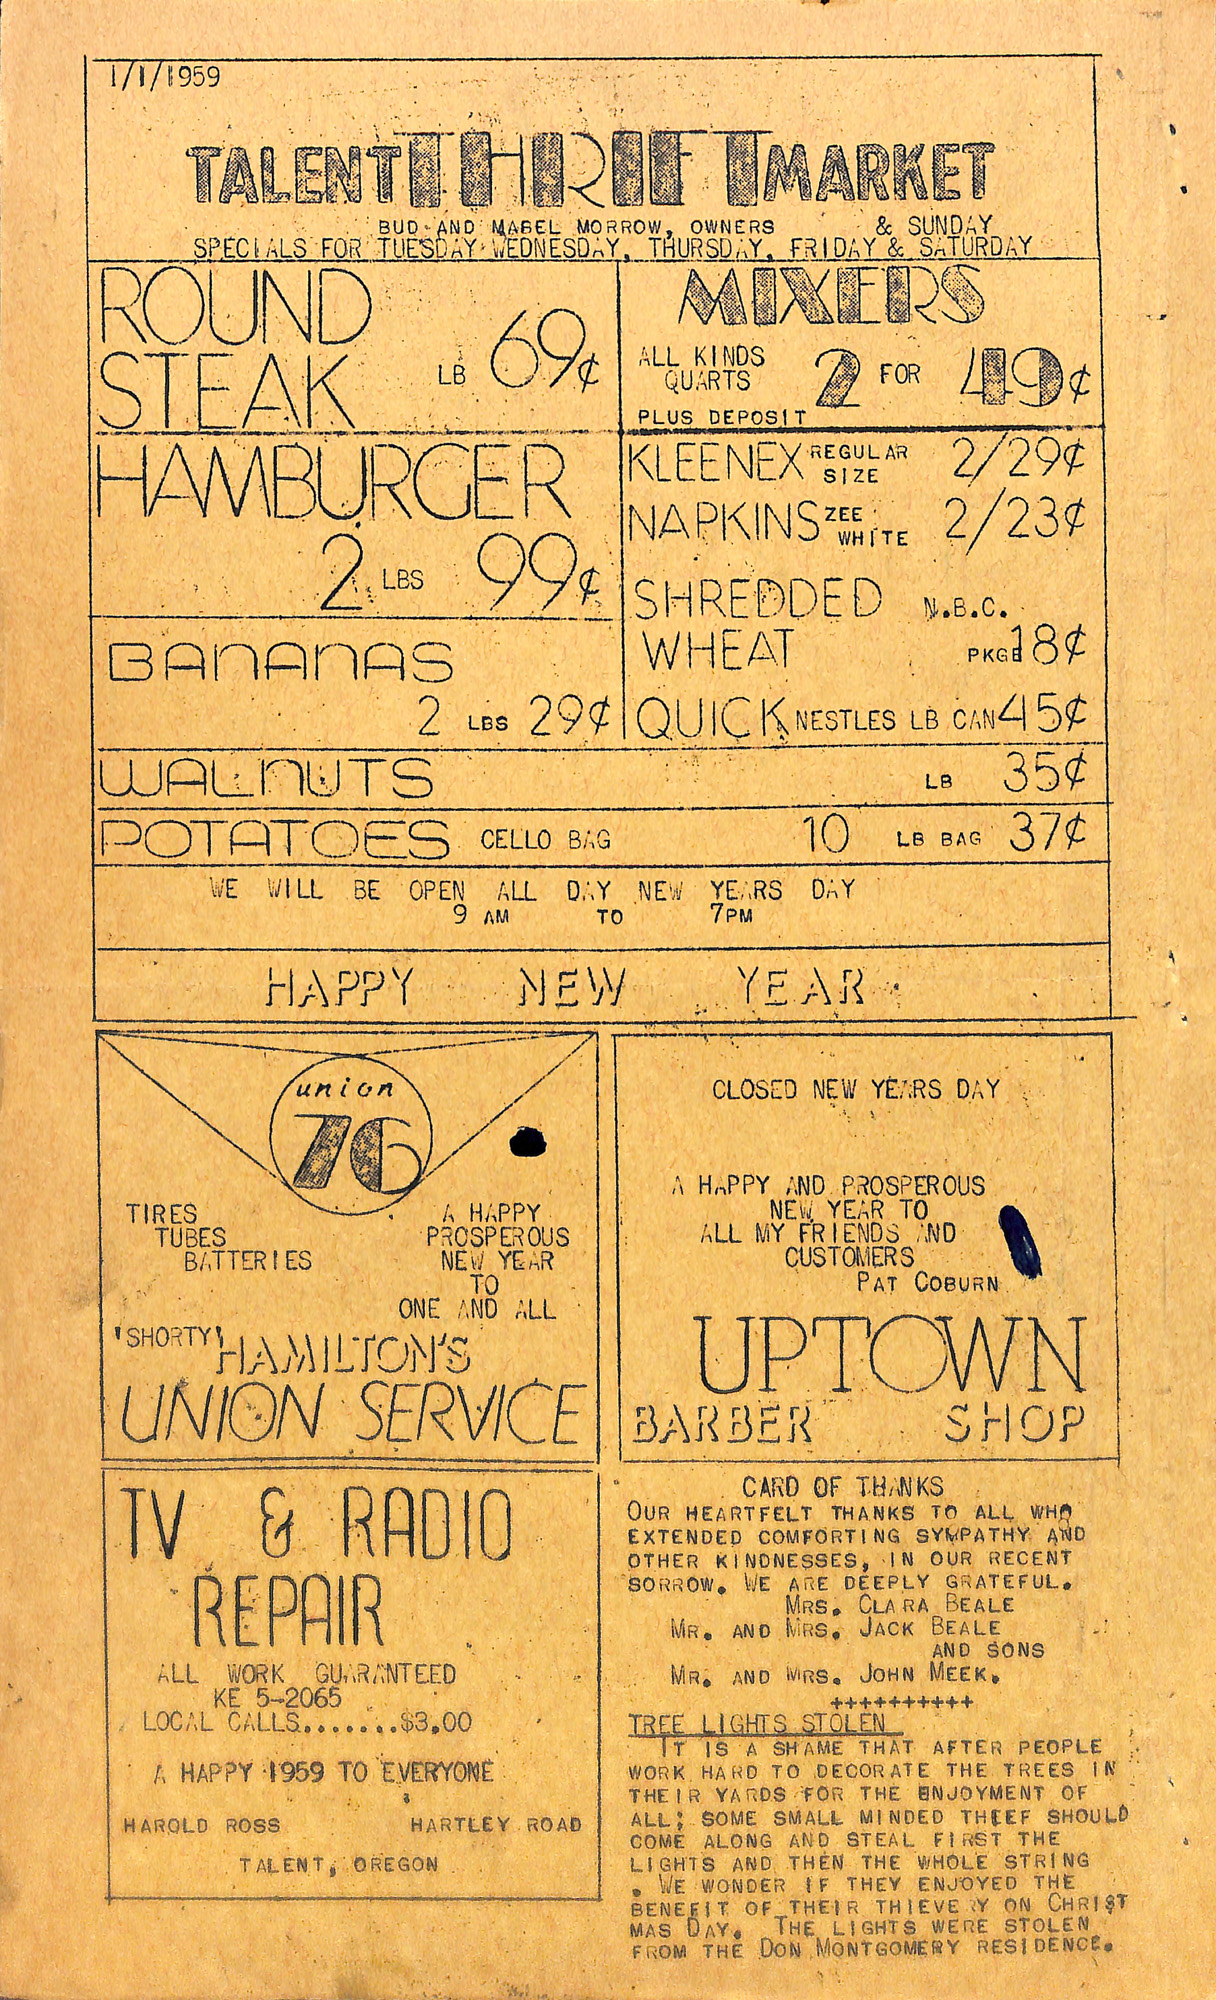 1/1/1959
TALENT THRIFT MARKET
BUD AND MABEL MORROW, OWNERS & SUNDAY
SPECIALS FOR TUESDAY WEDNESDAY, THURSDAY, FRIDAY & SATURDAY
ROUND
STEAK LB 69¢
HAMBURGER
2 LBS 99¢
BANANAS
2 LBS 29¢
MIXERS
ALL KINDS
QUARTS 2 FOR 49¢
PLUS DEPOSIT
KLEENEX REGULAR SIZE 2/29¢
NAPKINS ZEE WHITE 2/23¢
SHREDDED N.B.C.
WHEAT PKGE 18¢
QUICK NESTLES LB CAN 45¢
WALNUTS LB 35¢
POTATOES CELLO BAG 10 LB BAG 37¢
WE WILL BE OPEN ALL DAY NEW YEARS DAY
9 AM TO 7PM
HAPPY NEW YEAR
union
76
TIRES
TUBES
BATTERIES
A HAPPY
PROSPEROUS
NEW YEAR
TO
ONE AND ALL
'SHORTY' HAMILTON'S
UNION SERVICE
CLOSED NEW YEARS DAY
A HAPPY AND PROSPEROUS
NEW YEAR TO
ALL MY FRIENDS AND
CUSTOMERS
PAT COBURN
UPTOWN
BARBER SHOP
TV & RADIO
REPAIR
ALL WORK GUARANTEED
KE 5-2065
LOCAL CALLS.......$3.00
A HAPPY 1959 TO EVERYONE
HAROLD ROSS HARTLEY ROAD
TALENT, OREGON
CARD OF THANKS
OUR HEARTFELT THANKS TO ALL WHO
EXTENDED COMFORTING SYMPATHY AND
OTHER KINDNESSES, IN OUR RECENT
SORROW. WE ARE DEEPLY GRATEFUL.
MRS. CLARA BEALE
MR. AND MRS. JACK BEALE
AND SONS
MR. AND MRS. JOHN MEEK.
++++++++++
TREE LIGHTS STOLEN
IT IS A SHAME THAT AFTER PEOPLE
WORK HARD TO DECORATE THE TREES IN
THEIR YARDS FOR THE ENJOYMENT OF
ALL; SOME SMALL MINDED THEEF SHOULD
COME ALONG AND STEAL FIRST THE
LIGHTS AND THEN THE WHOLE STRING
. WE WONDER IF THEY ENJOYED THE
BENEFIT OF THEIR THIEVERY ON CHRIST
MAS DAY. THE LIGHTS WERE STOLEN
FROM THE DON MONTGOMERY RESIDENCE.